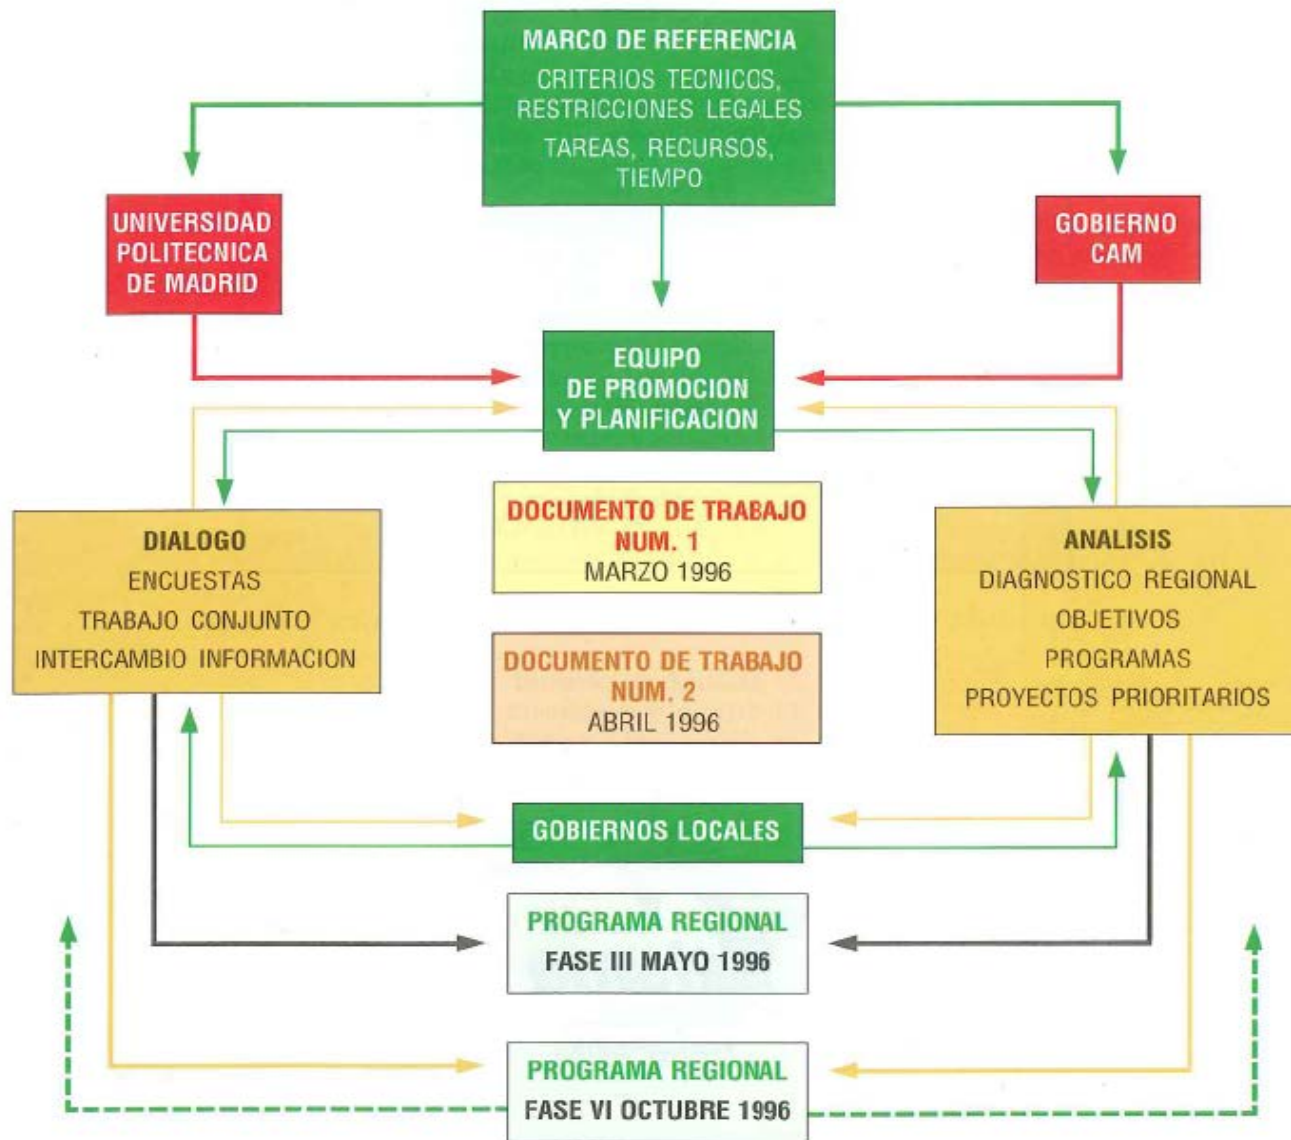 MARCO DE REFERENCIA
CRITERIOS TECNICOS,
RESTRICCIONES LEGALES
TAREAS, RECURSOS,
TIEMPO
UNIVERSIDAD
POLITECNICA
DE MADRID
GOBIERNO
CAM
EQUIPO
DE PROMOCION
Y PLANIFICACION
DIALOGO
ENCUESTAS
TRABAJO CONJUNTO
INTERCAMBIO INFORMACION
DOCUMENTO DE TRABAJO
NUM. 1
MARZO 1996
DOCUMENTO DE TRABAJO
NUM. 2
ABRIL 1996
ANALISIS
DIAGNOSTICO REGIONAL
OBJETIVOS
PROGRAMAS
PROYECTOS PRIORITARIOS
GOBIERNOS LOCALES
PROGRAMA REGIONAL
FASE III MAYO 1996
PROGRAMA REGIONAL
FASE VI OCTUBRE 1996